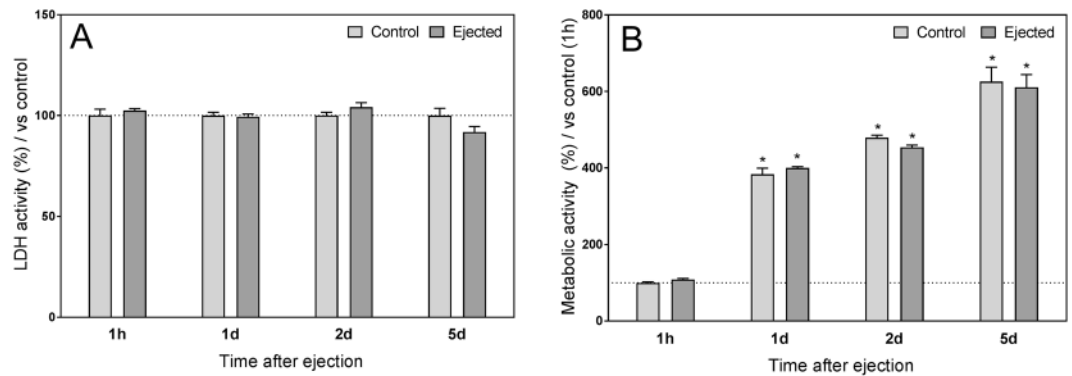 A
Control Ejected
LDH activity (%) / vs control
150
100
50
0
1h 1d 2d 5d
Time after ejection
B
Control Ejected
Metabolic activity (%) / vs control (1h)
800
600
400
200
0
* *
* *
* *
1h 1d 2d 5d
Time after ejection